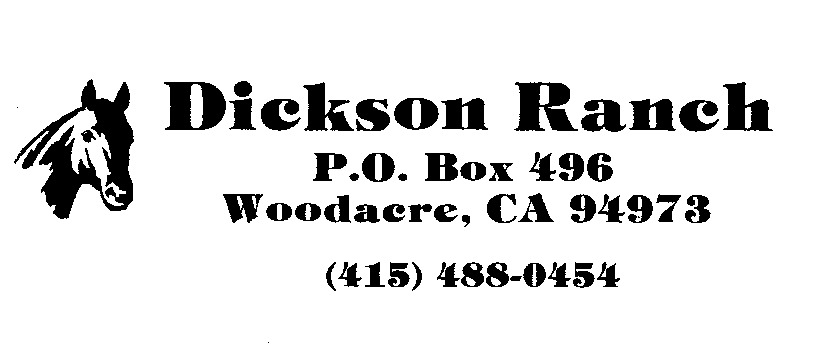 Dickson Ranch
P.O. Box 496
Woodacre, CA 94973
(415) 488-0454